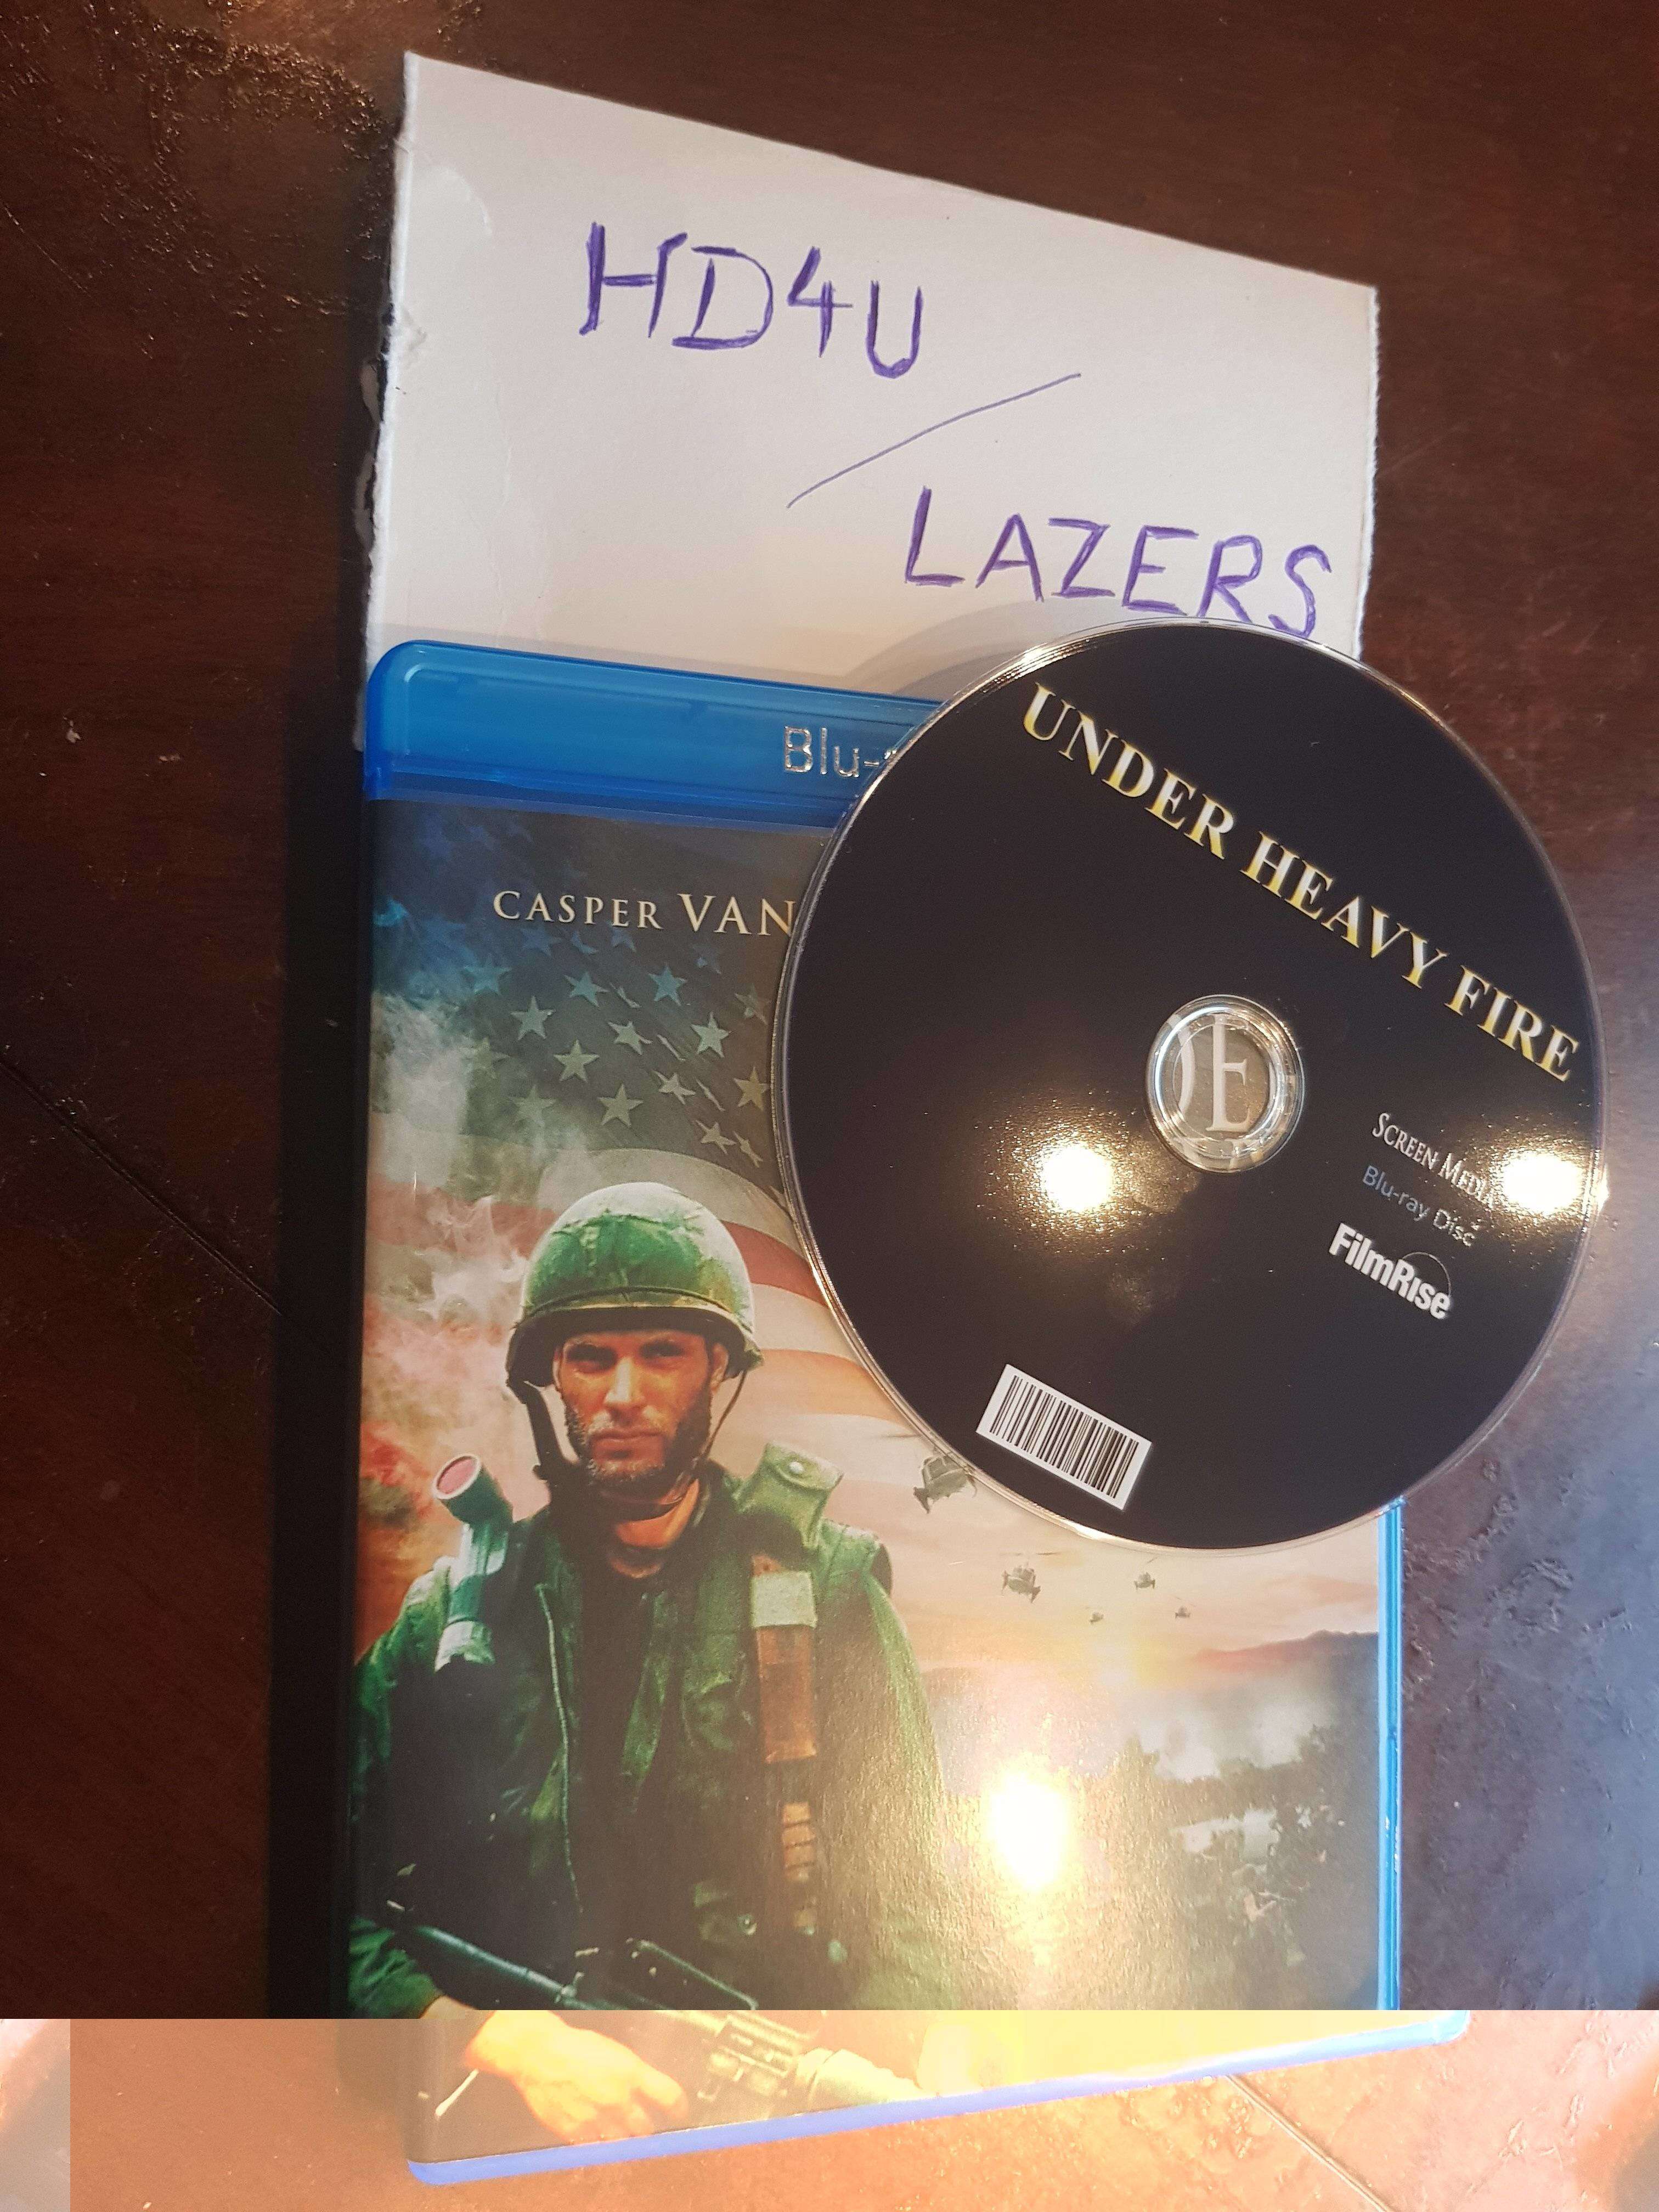 HD4U
/
LAZERS
Blu-
CASPER VAN
UNDER HEAVY FIRE
SCREEN MEDIA
Blu-ray Disc
FilmRise